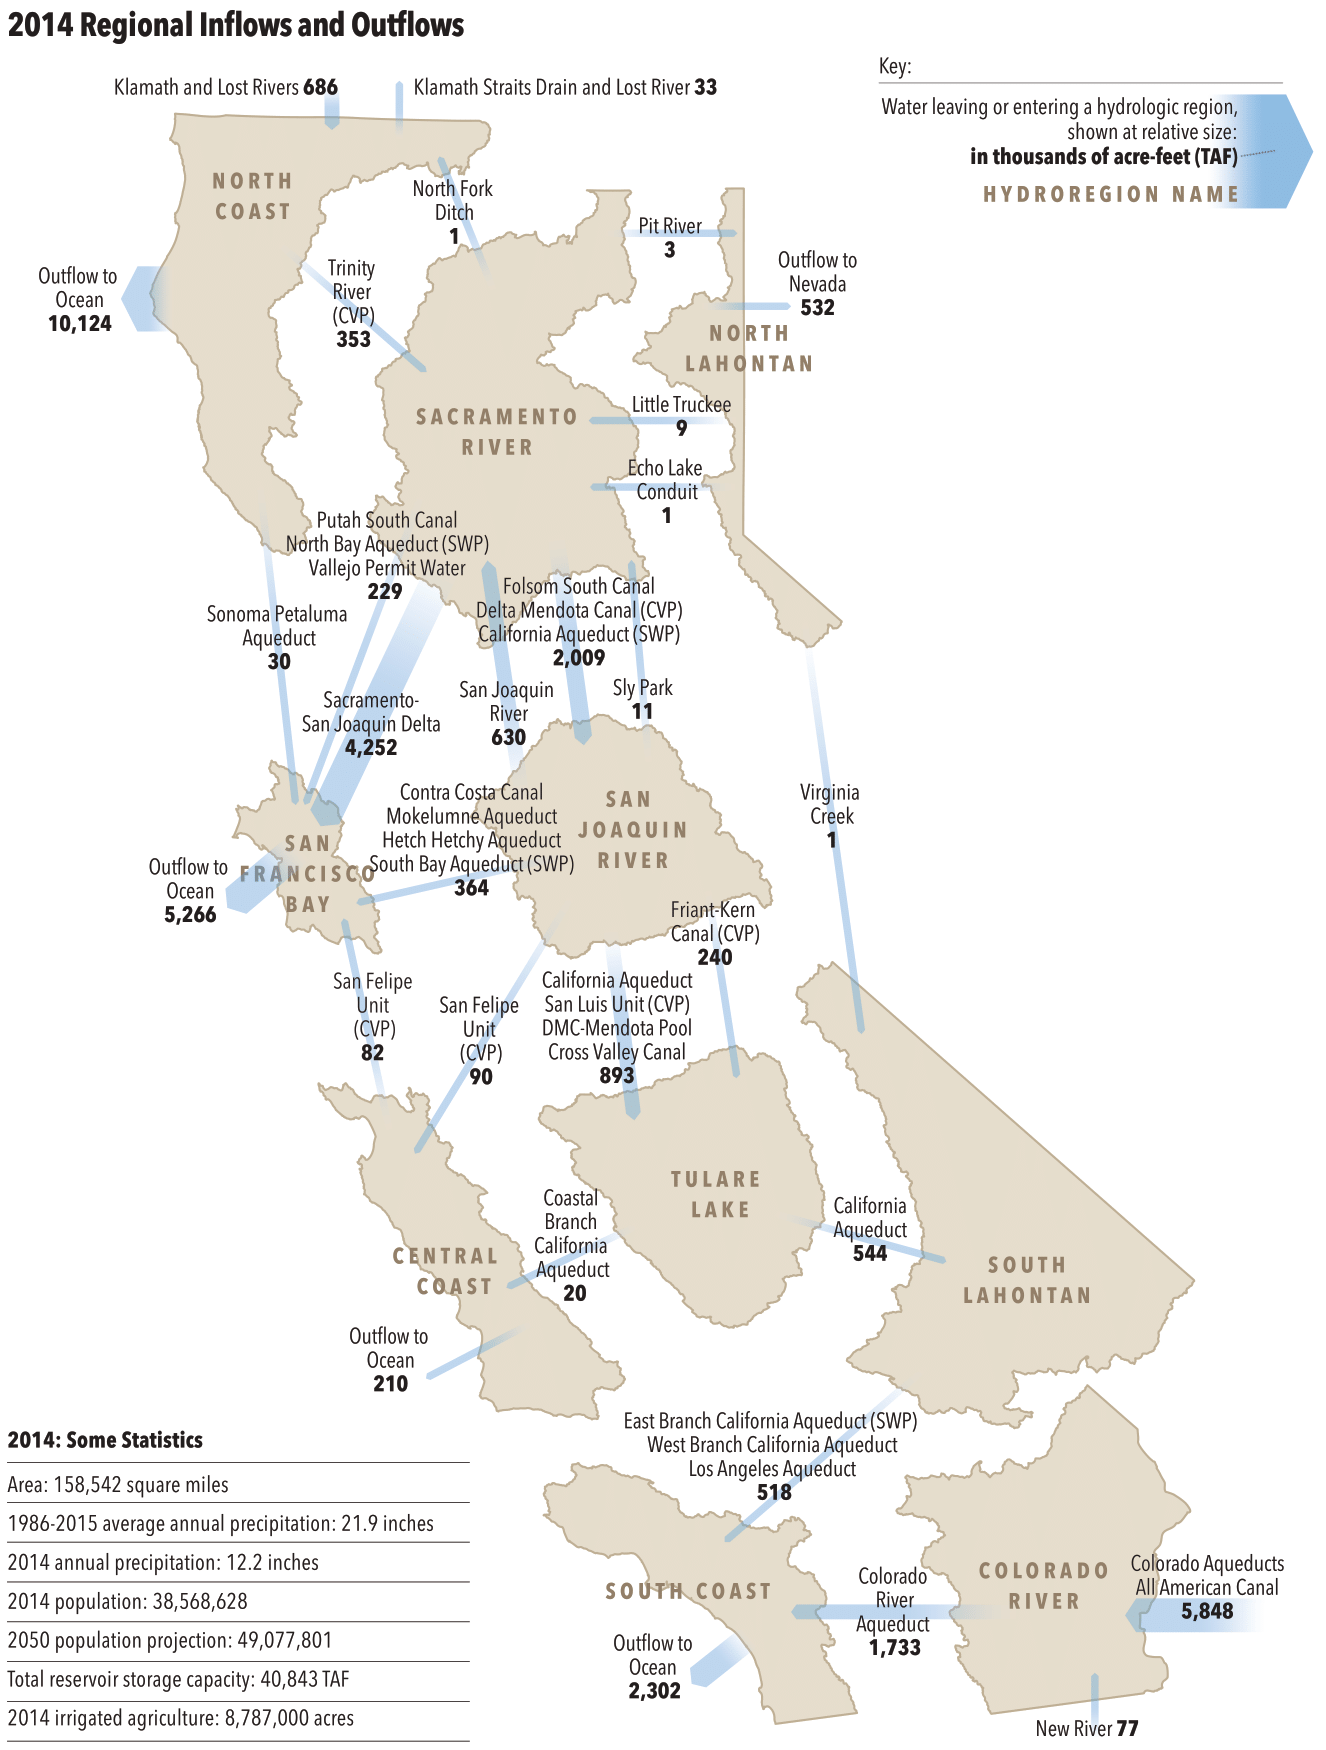 2014 Regional Inflows and Outflows
Key:
Water leaving or entering a hydrologic region,
shown at relative size:
in thousands of acre-feet (TAF)
HYDROREGION NAME
Klamath and Lost Rivers 686
Klamath Straits Drain and Lost River 33
NORTH
COAST
North Fork
Ditch
1
Pit River
3
Outflow to
Nevada
532
Outflow to
Ocean
10,124
Trinity
River
(CVP)
353
NORTH
LAHONTAN
SACRAMENTO
RIVER
Little Truckee
9
Echo Lake
Conduit
1
Putah South Canal
North Bay Aqueduct (SWP)
Vallejo Permit Water
229
Folsom South Canal
Delta Mendota Canal (CVP)
California Aqueduct (SWP)
2,009
Sonoma Petaluma
Aqueduct
30
Sacramento-
San Joaquin Delta
4,252
San Joaquin
River
630
Sly Park
11
Contra Costa Canal
Mokelumne Aqueduct
Hetch Hetchy Aqueduct
South Bay Aqueduct (SWP)
364
SAN
JOAQUIN
RIVER
Virginia
Creek
1
SAN
FRANCISCO
BAY
Outflow to
Ocean
5,266
Friant-Kern
Canal (CVP)
240
San Felipe
Unit
(CVP)
82
San Felipe
Unit
(CVP)
90
California Aqueduct
San Luis Unit (CVP)
DMC-Mendota Pool
Cross Valley Canal
893
TULARE
LAKE
Coastal
Branch
California
Aqueduct
20
California
Aqueduct
544
CENTRAL
COAST
SOUTH
LAHONTAN
Outflow to
Ocean
210
East Branch California Aqueduct (SWP)
West Branch California Aqueduct
Los Angeles Aqueduct
518
SOUTH COAST
Colorado
River
Aqueduct
1,733
COLORADO
RIVER
Colorado Aqueducts
All American Canal
5,848
Outflow to
Ocean
2,302
New River 77
2014: Some Statistics
Area: 158,542 square miles
1986-2015 average annual precipitation: 21.9 inches
2014 annual precipitation: 12.2 inches
2014 population: 38,568,628
2050 population projection: 49,077,801
Total reservoir storage capacity: 40,843 TAF
2014 irrigated agriculture: 8,787,000 acres